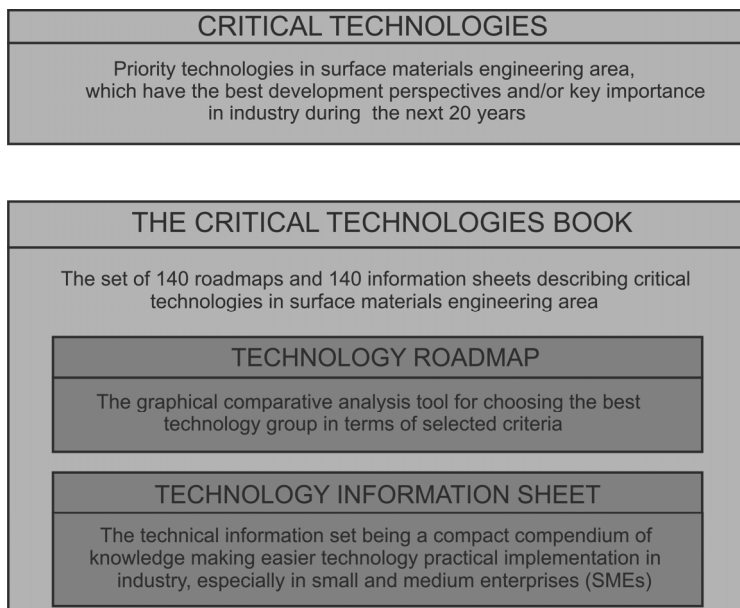 CRITICAL TECHNOLOGIES
Priority technologies in surface materials engineering area,
which have the best development perspectives and/or key importance
in industry during the next 20 years
THE CRITICAL TECHNOLOGIES BOOK
The set of 140 roadmaps and 140 information sheets describing critical
technologies in surface materials engineering area
TECHNOLOGY ROADMAP
The graphical comparative analysis tool for choosing the best
technology group in terms of selected criteria
TECHNOLOGY INFORMATION SHEET
The technical information set being a compact compendium of
knowledge making easier technology practical implementation in
industry, especially in small and medium enterprises (SMEs)